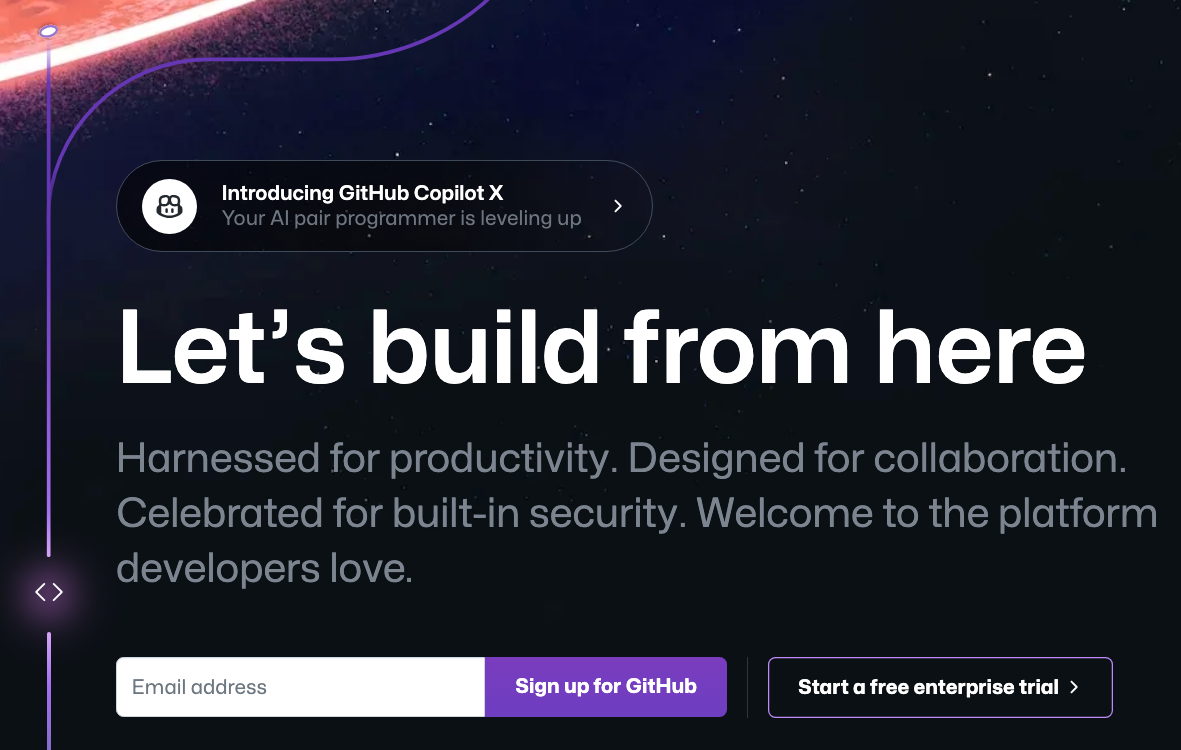 Introducing GitHub Copilot X
Your AI pair programmer is leveling up
Let’s build from here
Harnessed for productivity. Designed for collaboration.
Celebrated for built-in security. Welcome to the platform
developers love.
Email address
Sign up for GitHub
Start a free enterprise trial